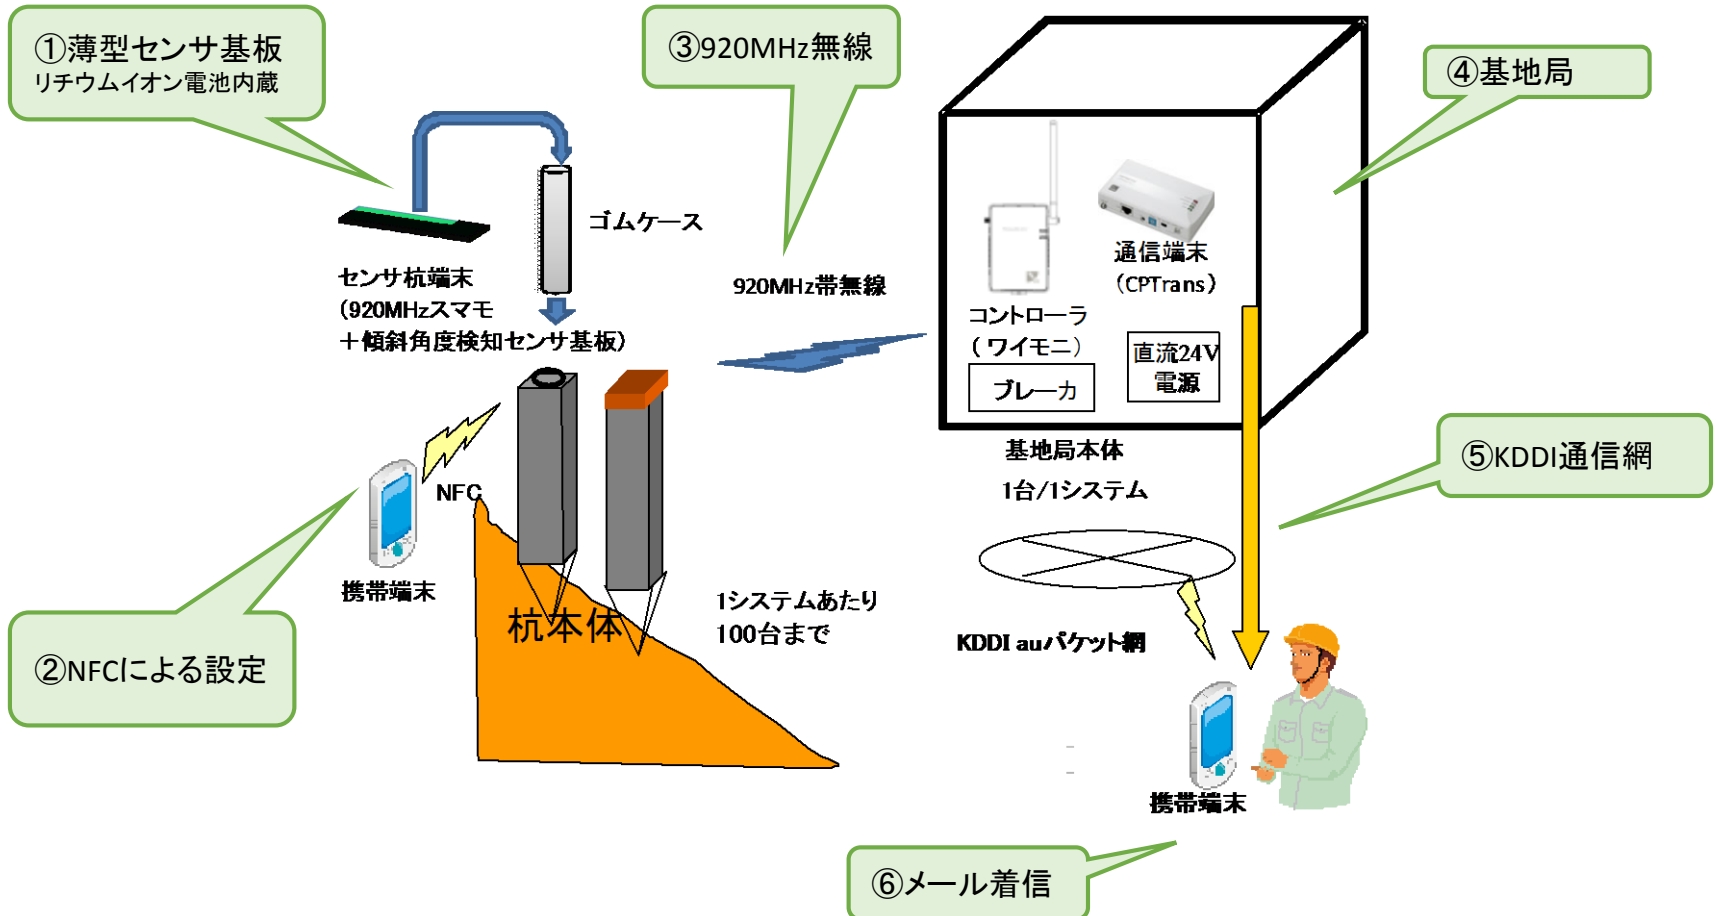 ①薄型センサ基板
リチウムイオン電池内蔵
③920MHz無線
④基地局
ゴムケース
センサ杭端末
(920MHzスマモ
＋傾斜角度検知センサ基板)
920MHz帯無線
通信端末
(CPTrans)
コントローラ
(ワイモニ)
ブレーカ
直流24V
電源
基地局本体
1台/1システム
⑤KDDI通信網
NFC
携帯端末
②NFCによる設定
杭本体
1システムあたり
100台まで
KDDI auパケット網
携帯端末
⑥メール着信